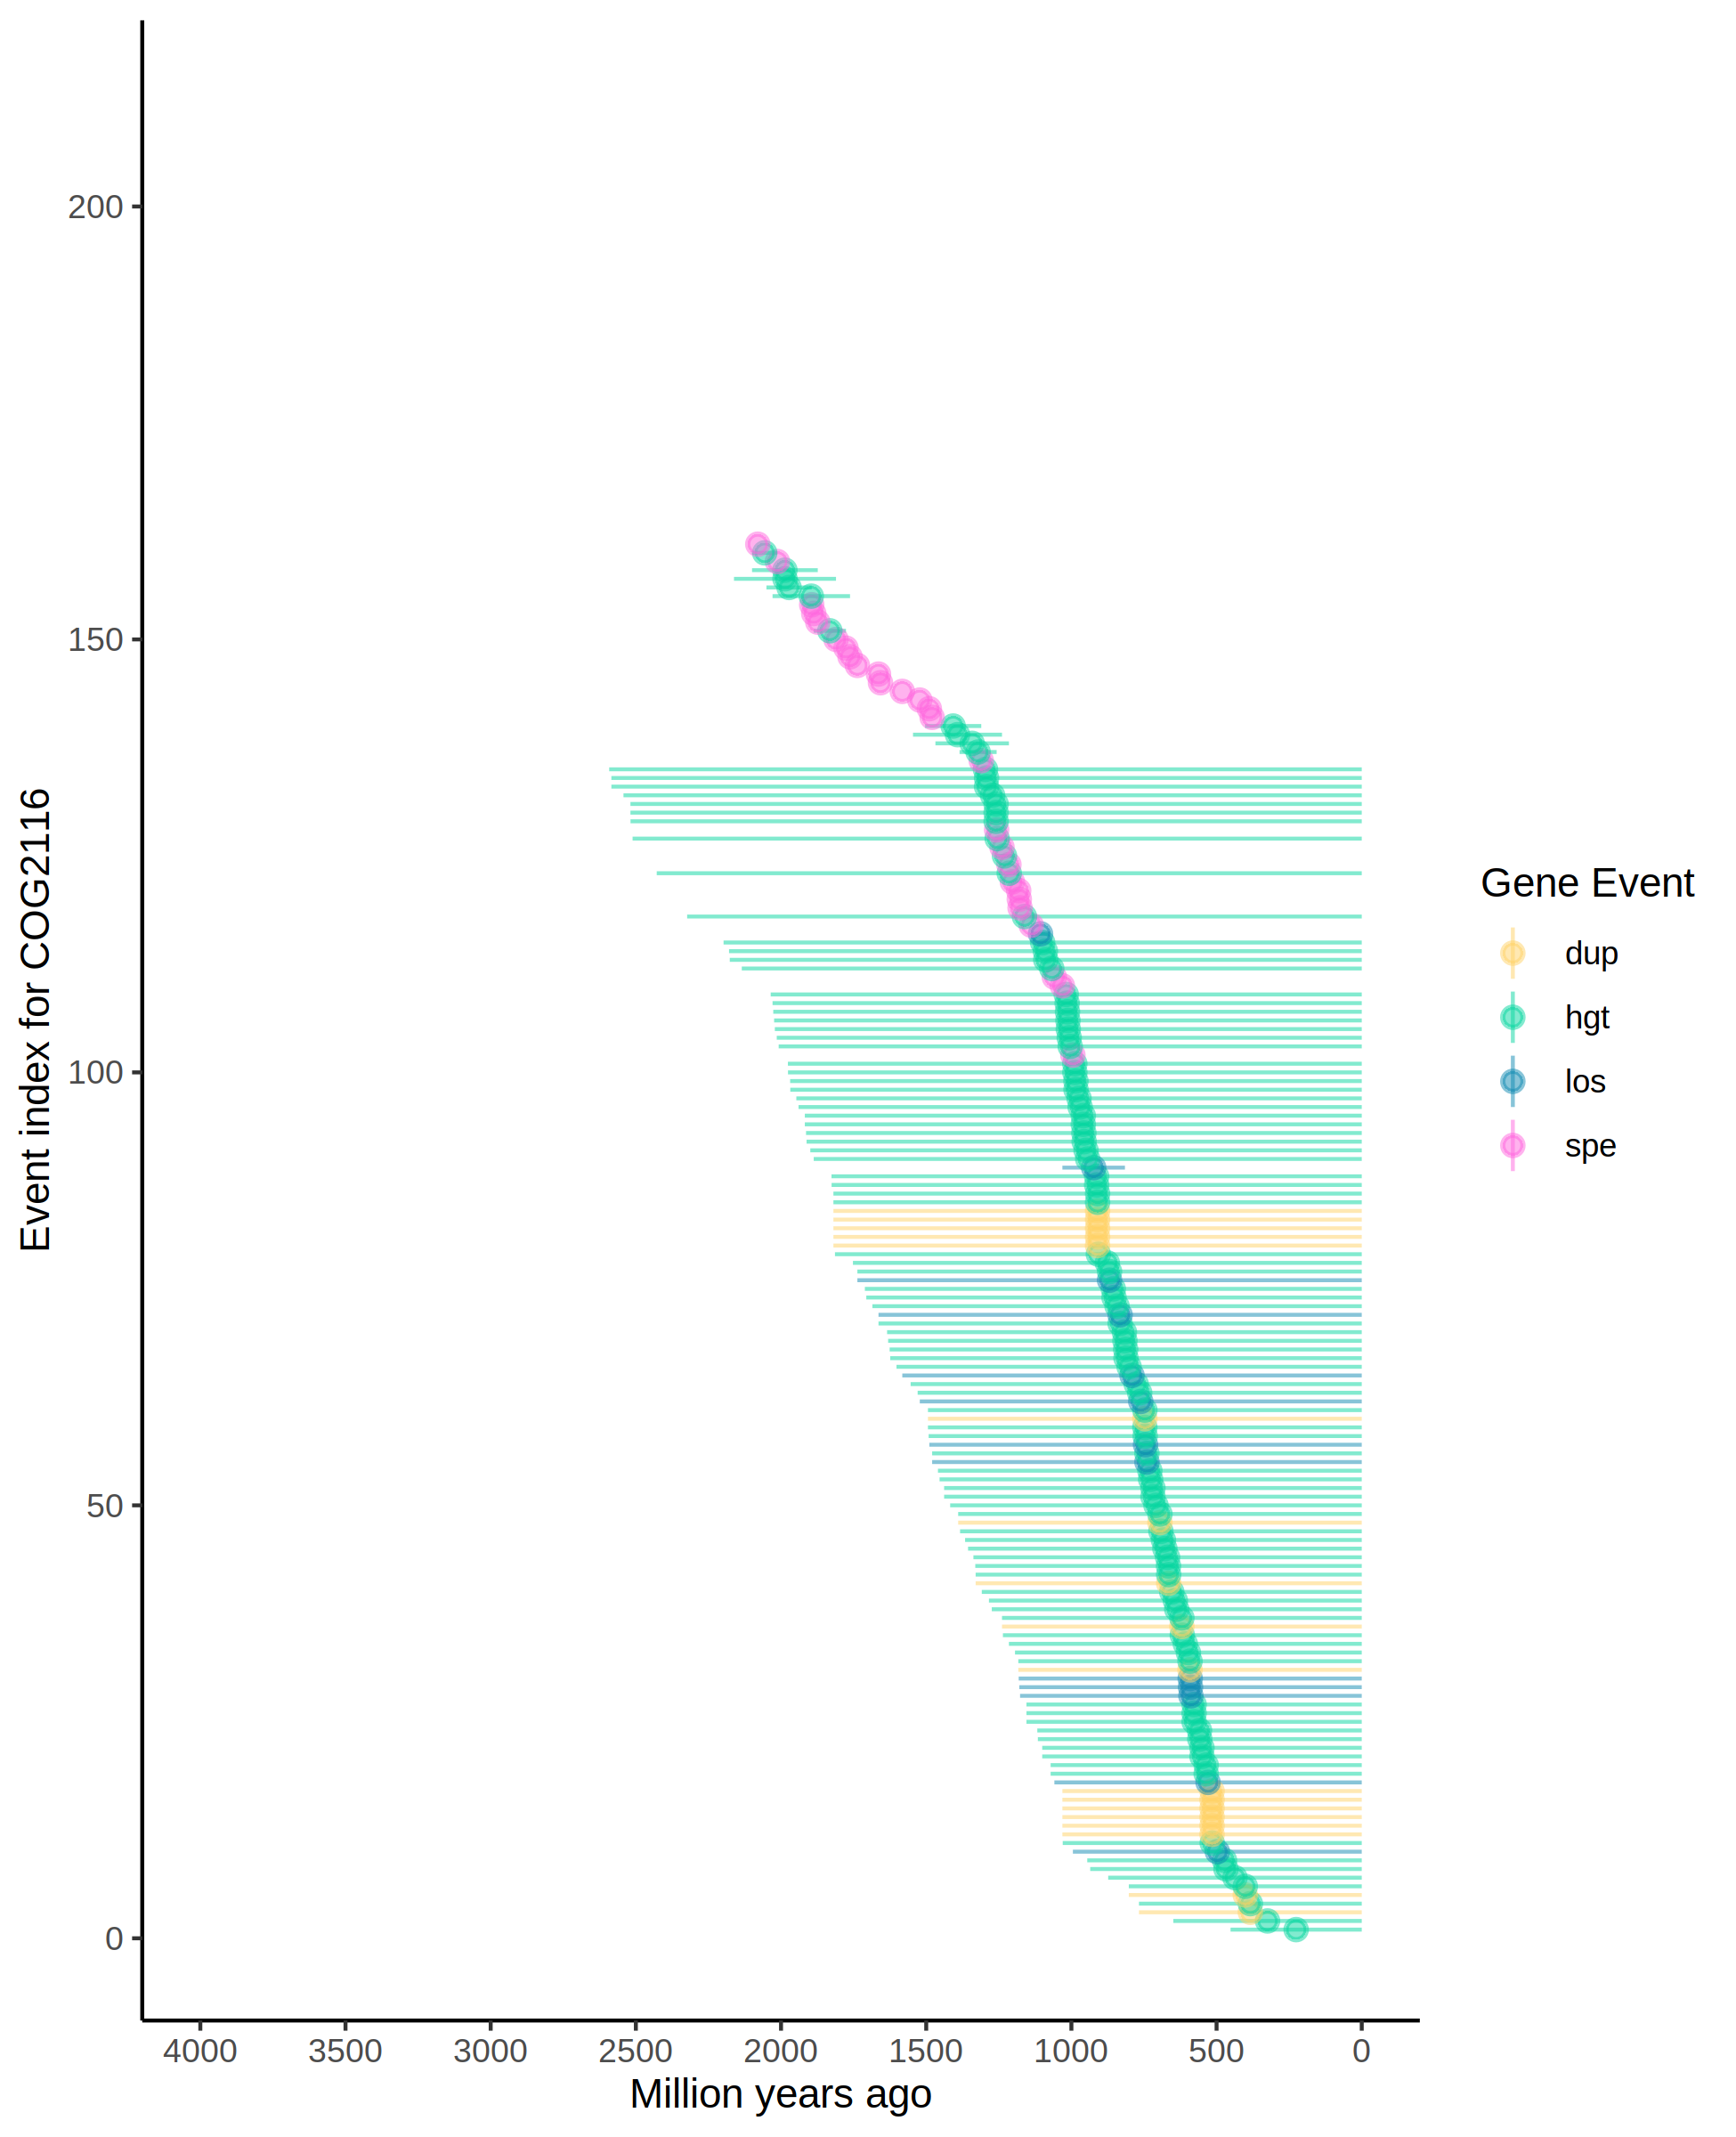 Event index for COG2116
200
150
100
50
0
4000 3500 3000 2500 2000 1500 1000 500 0
Million years ago
Gene Event
dup
hgt
los
spe